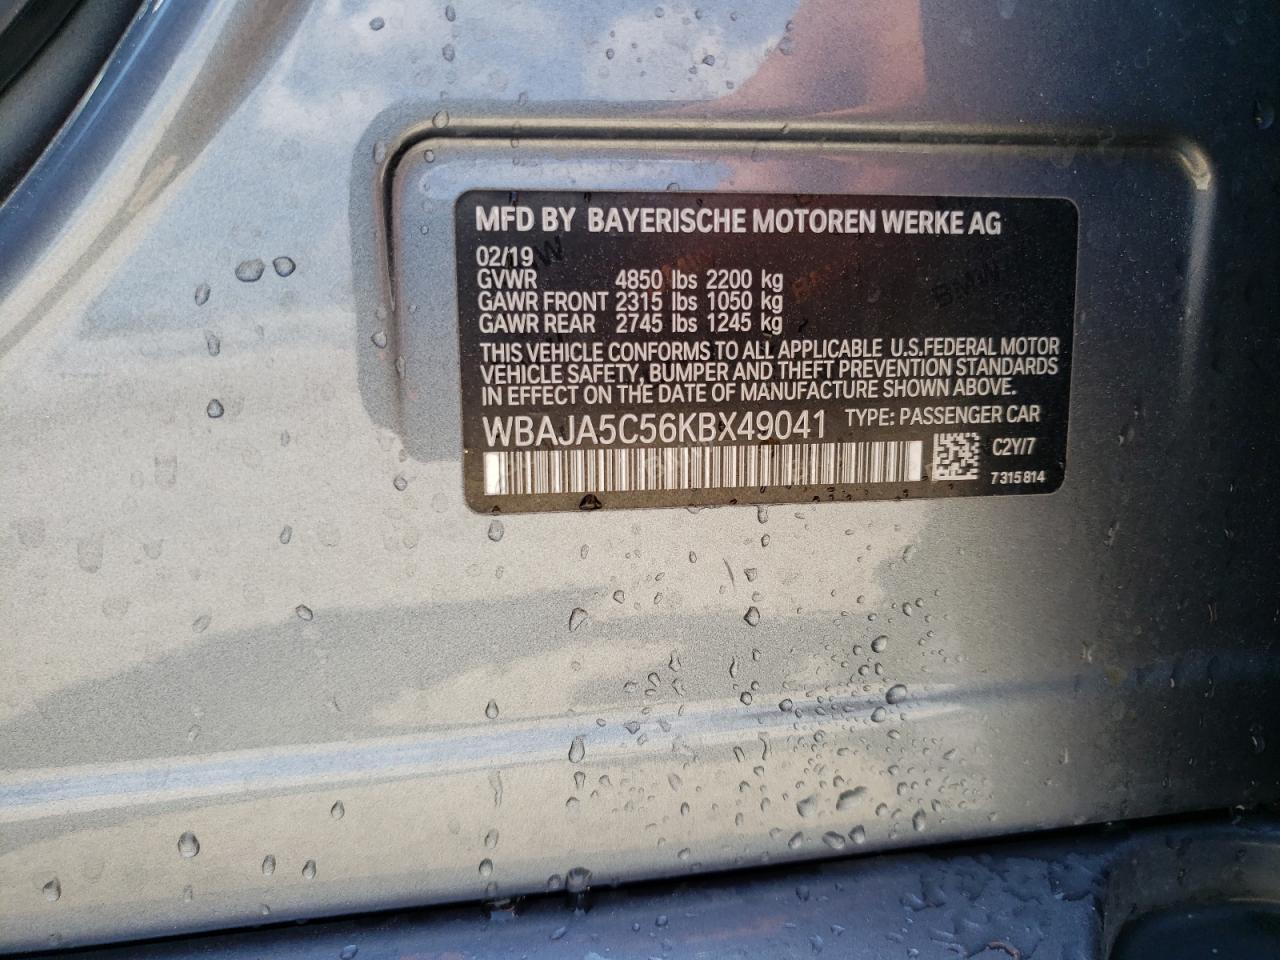 MFD BY BAYERISCHE MOTOREN WERKE AG
02/19
GVWR 4850 lbs 2200 kg
GAWR FRONT 2315 lbs 1050 kg
GAWR REAR 2745 lbs 1245 kg
THIS VEHICLE CONFORMS TO ALL APPLICABLE U.S.FEDERAL MOTOR
VEHICLE SAFETY, BUMPER AND THEFT PREVENTION STANDARDS
IN EFFECT ON THE DATE OF MANUFACTURE SHOWN ABOVE.
WBAJA5C56KBX49041 TYPE: PASSENGER CAR
C2Y/7
7315814